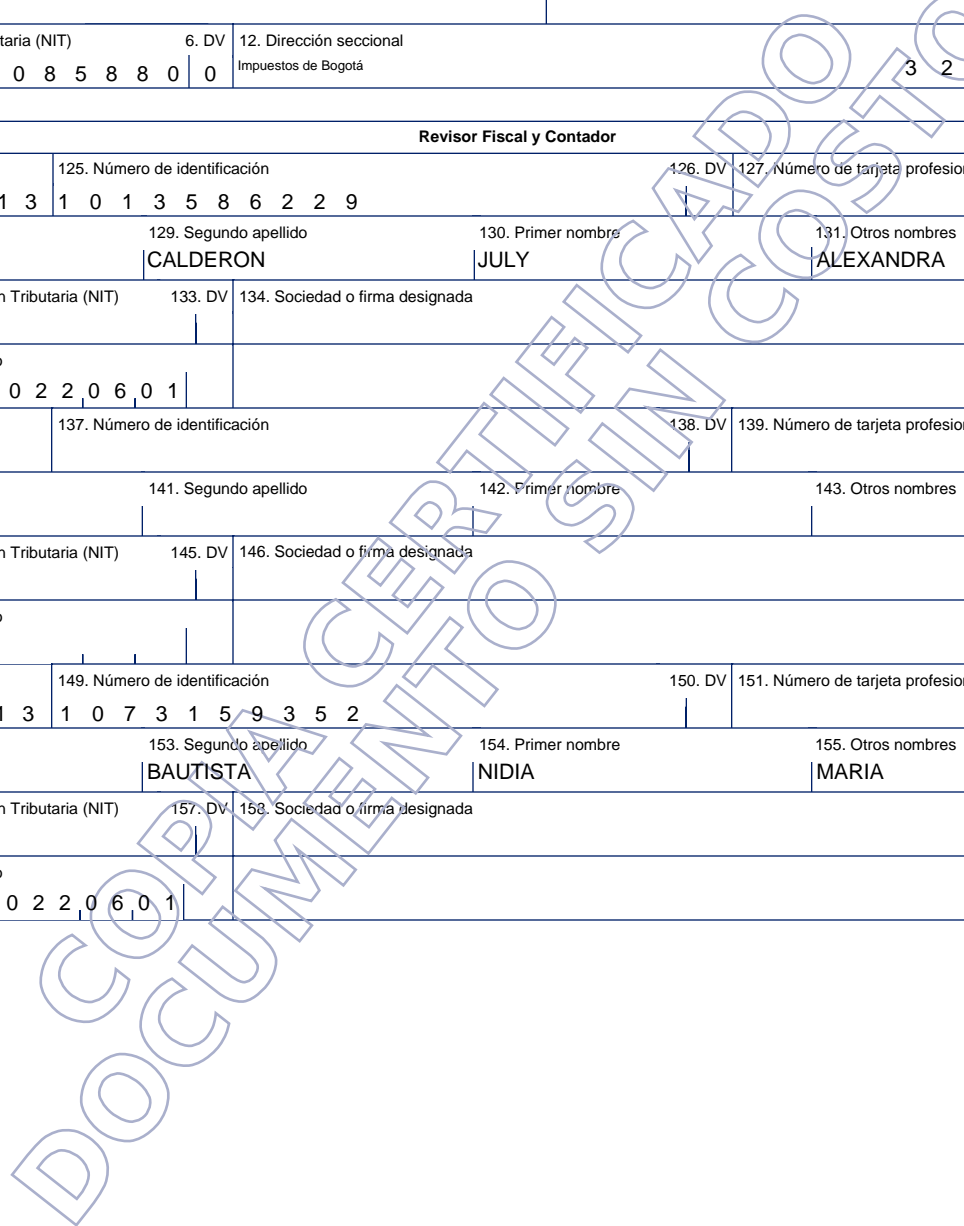 taria (NIT) 6. DV 12. Dirección seccional
0 8 5 8 8 0 0 Impuestos de Bogotá 3 2
Revisor Fiscal y Contador
125. Número de identificación 126. DV 127. Número de tarjeta profesion
1 3 1 0 1 3 5 8 6 2 2 9
129. Segundo apellido 130. Primer nombre 131. Otros nombres
CALDERON JULY ALEXANDRA
n Tributaria (NIT) 133. DV 134. Sociedad o firma designada
o
0 2 2 0 6 0 1
137. Número de identificación 138. DV 139. Número de tarjeta profesion
141. Segundo apellido 142. Primer nombre 143. Otros nombres
n Tributaria (NIT) 145. DV 146. Sociedad o firma designada
o
149. Número de identificación 150. DV 151. Número de tarjeta profesion
1 3 1 0 7 3 1 5 9 3 5 2
153. Segundo apellido 154. Primer nombre 155. Otros nombres
BAUTISTA NIDIA MARIA
n Tributaria (NIT) 157. DV 158. Sociedad o firma designada
o
0 2 2 0 6 0 1
COPIA CERTIFICADO
DOCUMENTO SIN COSTO